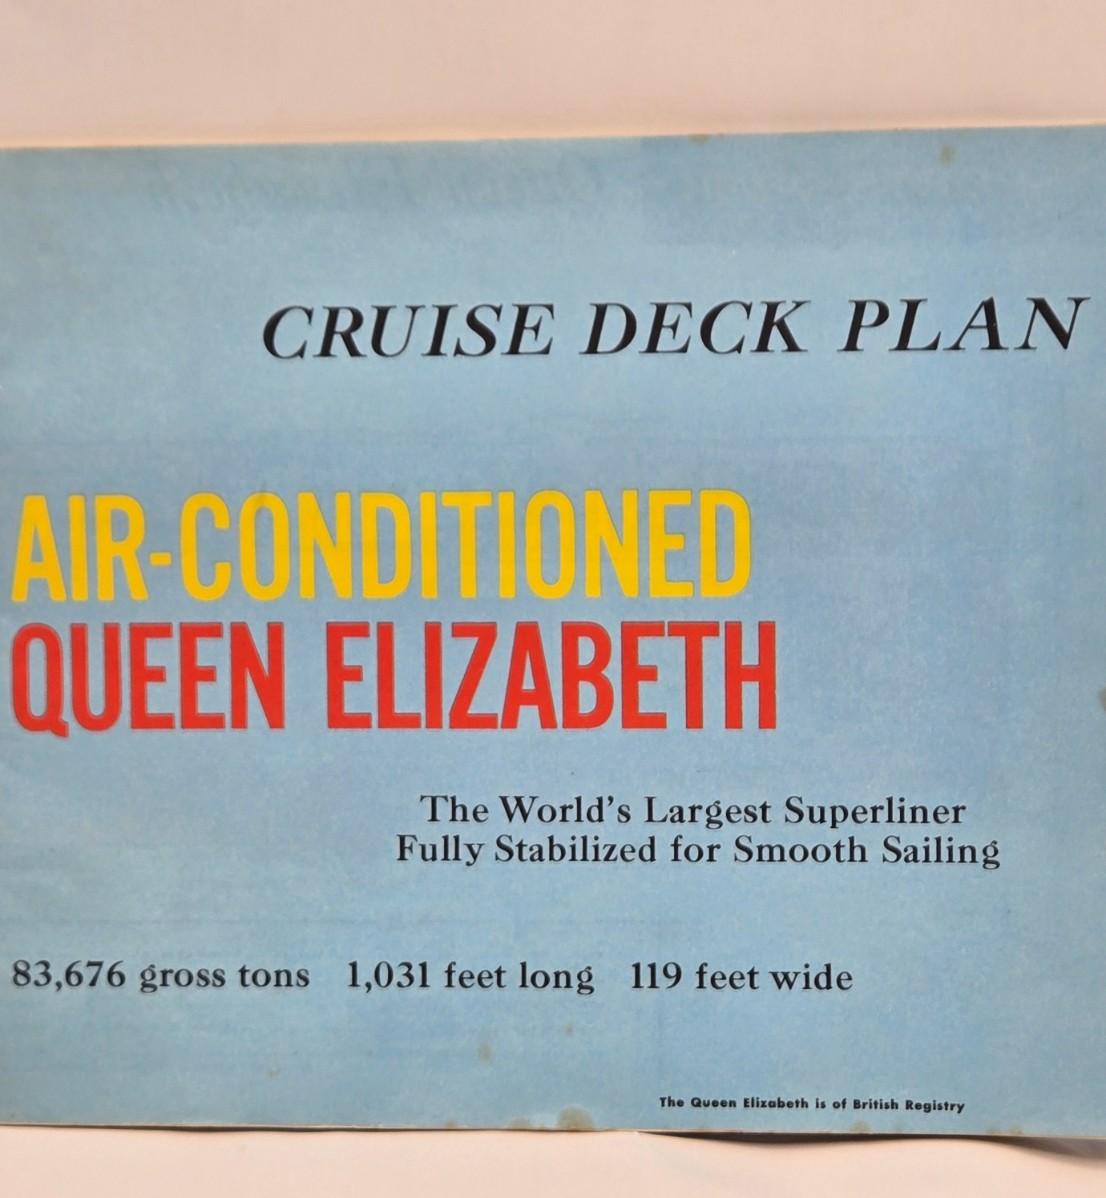 CRUISE DECK PLAN
AIR-CONDITIONED
QUEEN ELIZABETH
The World's Largest Superliner
Fully Stabilized for Smooth Sailing
83,676 gross tons 1,031 feet long 119 feet wide
The Queen Elizabeth is of British Registry